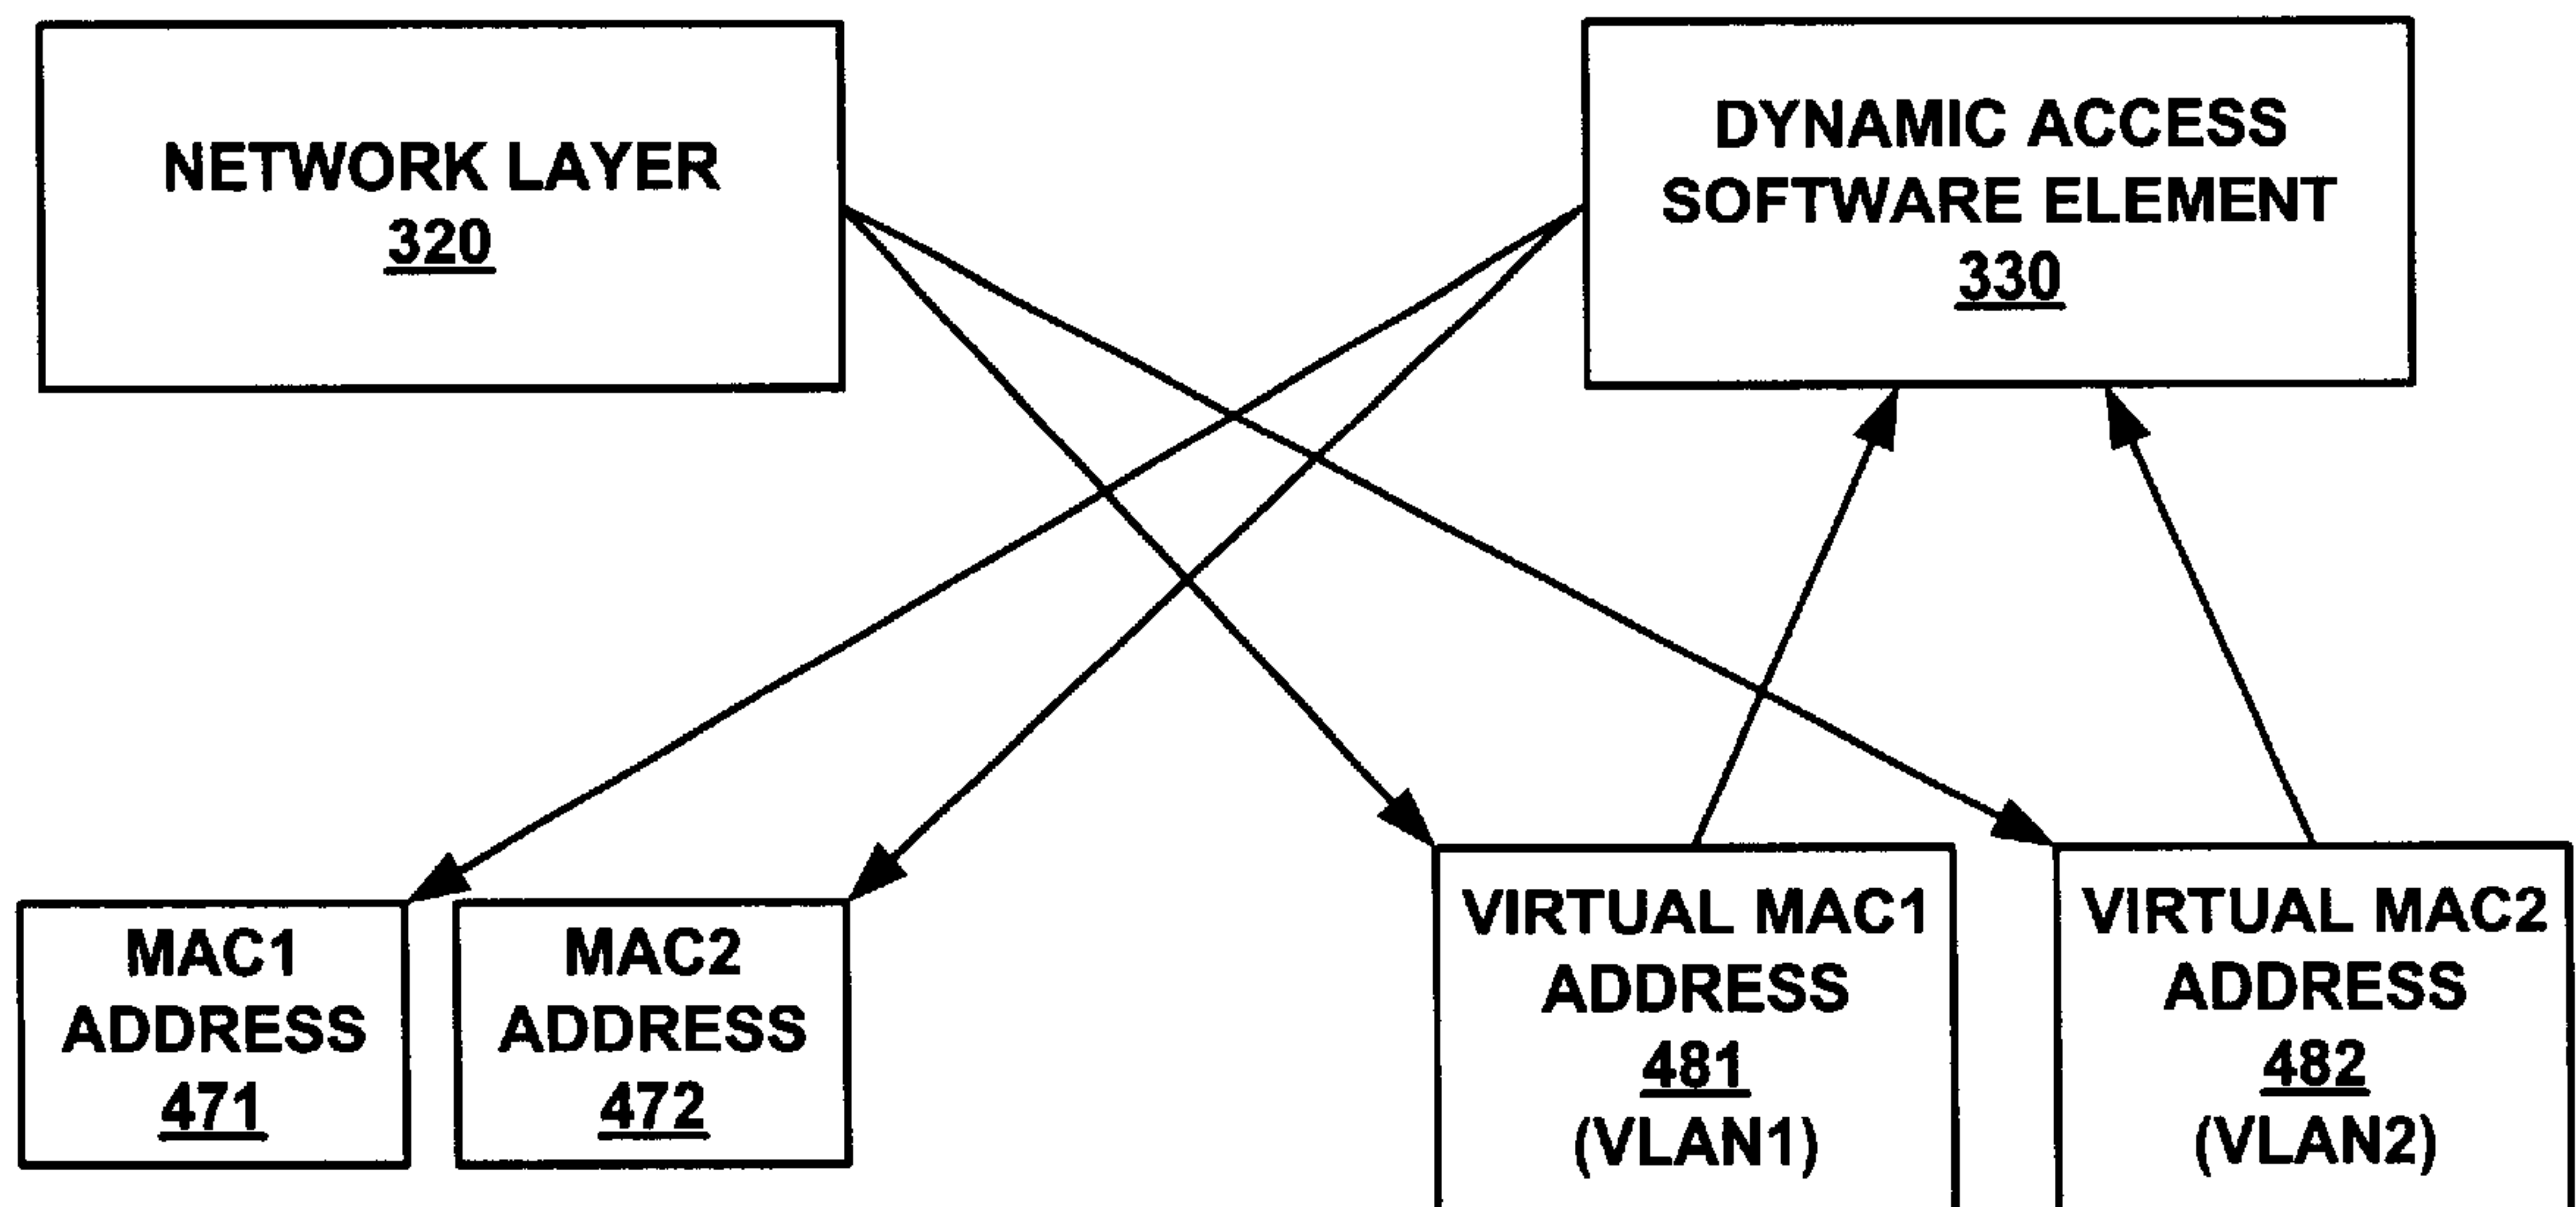 NETWORK LAYER
320
DYNAMIC ACCESS
SOFTWARE ELEMENT
330
MAC1
ADDRESS
471
MAC2
ADDRESS
472
VIRTUAL MAC1
ADDRESS
481
(VLAN1)
VIRTUAL MAC2
ADDRESS
482
(VLAN2)